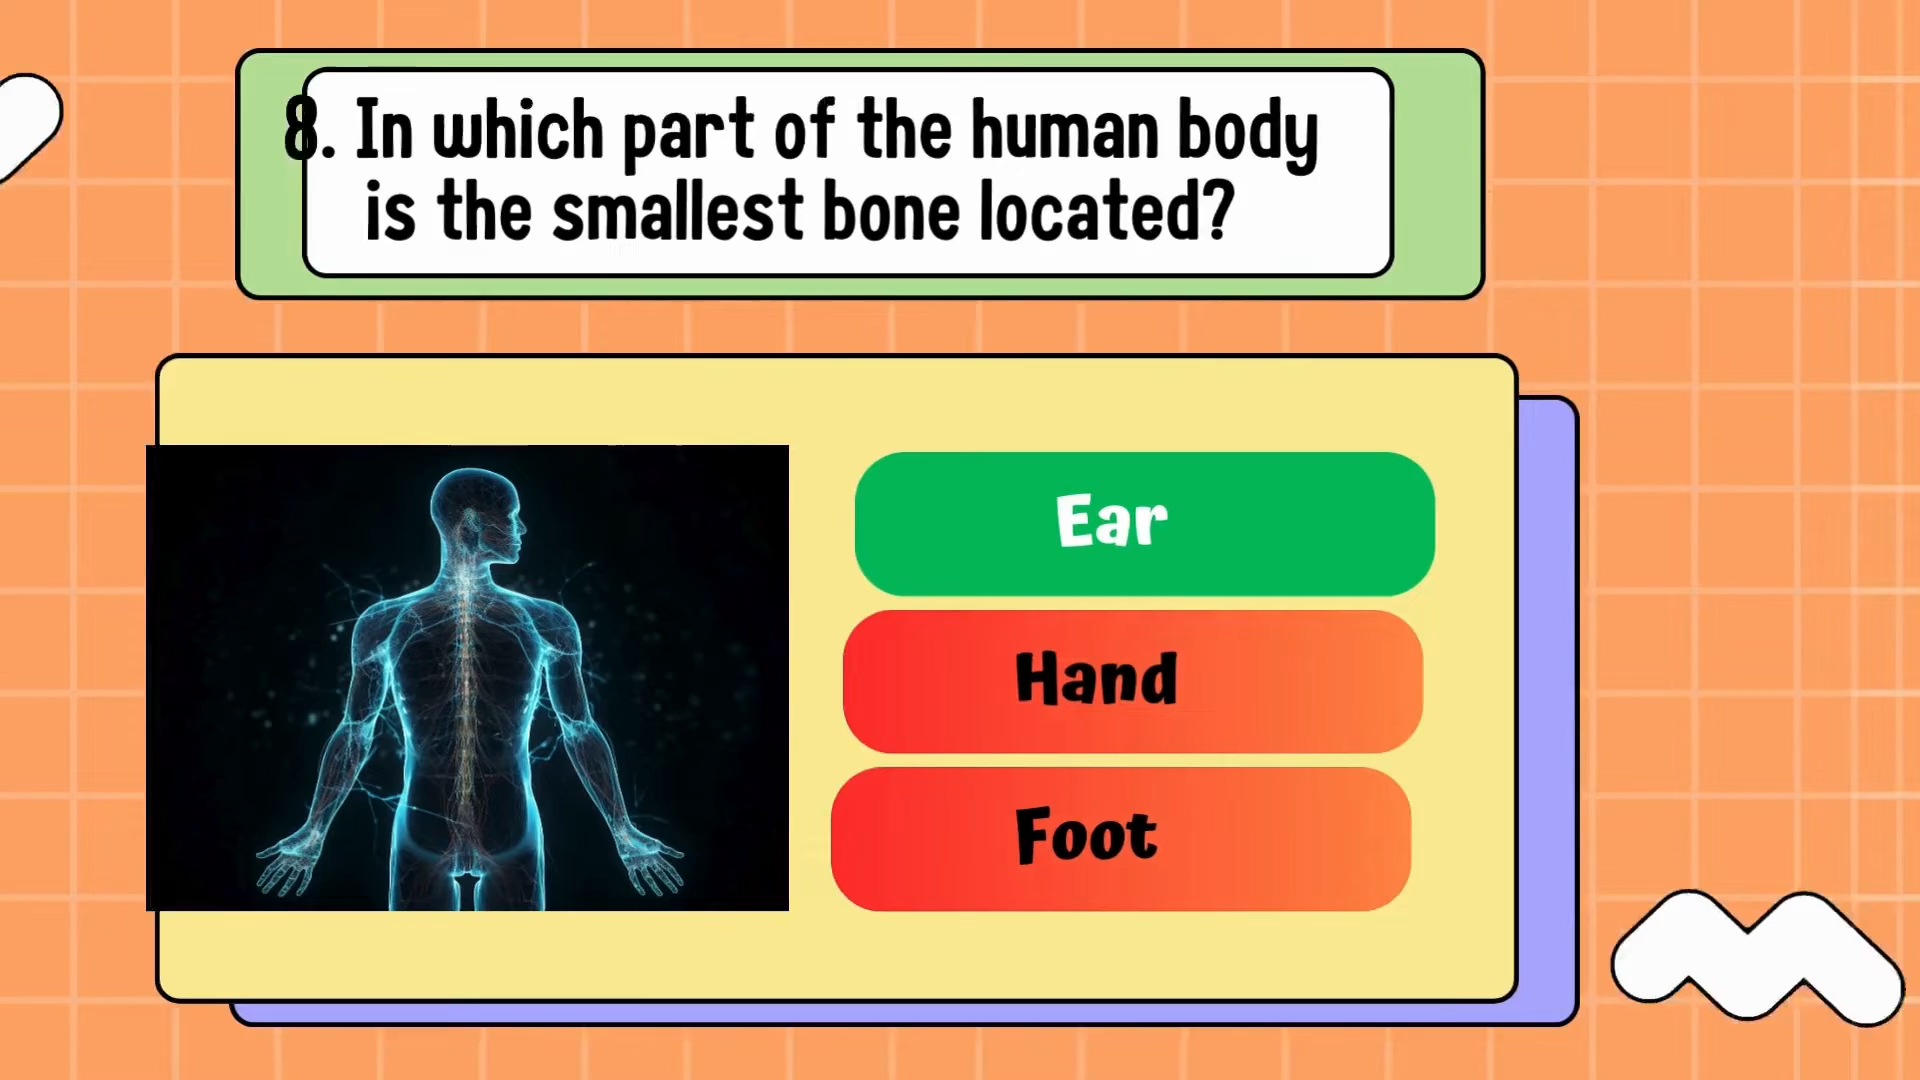 8. In which part of the human body
is the smallest bone located?
Ear
Hand
Foot